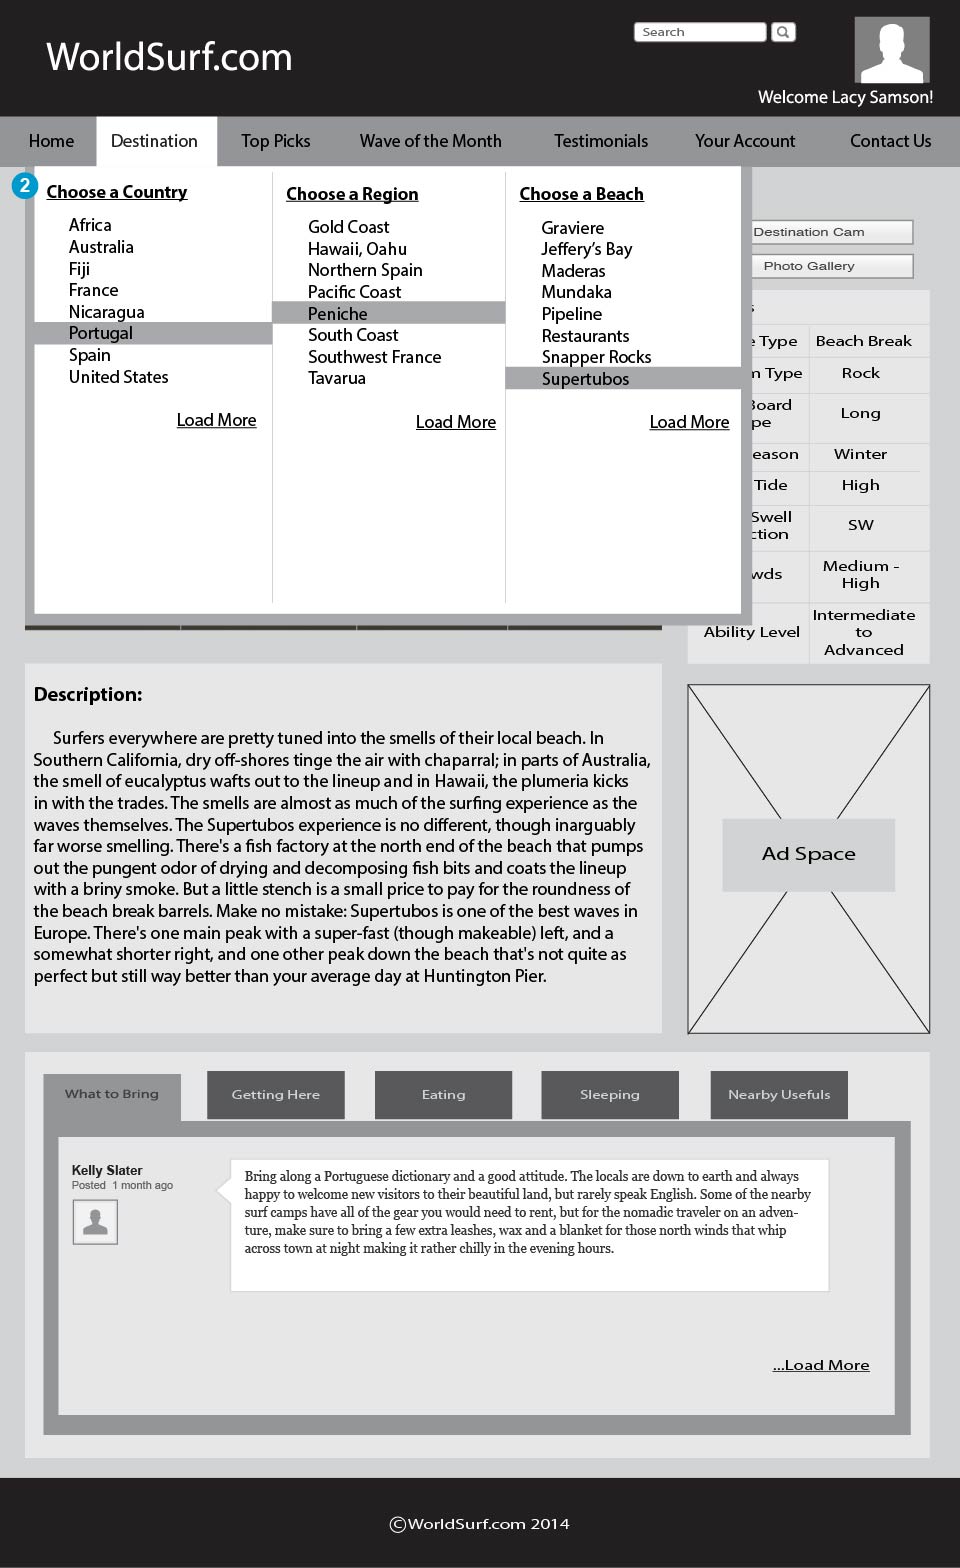 WorldSurf.com
Search
Welcome Lacy Samson!
Home
Destination
Top Picks
Wave of the Month
Testimonials
Your Account
Contact Us
2
Choose a Country
Africa
Australia
Fiji
France
Nicaragua
Portugal
Spain
United States
Load More
Choose a Region
Gold Coast
Hawaii, Oahu
Northern Spain
Pacific Coast
Peniche
South Coast
Southwest France
Tavarua
Load More
Choose a Beach
Graviere
Jeffery's Bay
Maderas
Mundaka
Pipeline
Restaurants
Snapper Rocks
Supertubos
Load More
Destination Cam
Photo Gallery
Type
Beach Break
Type
Rock
Long
Winter
Tide
High
Swell
SW
Medium -
High
Ability Level
Intermediate
to
Advanced
Description:
Surfers everywhere are pretty tuned into the smells of their local beach. In
Southern California, dry off-shores tinge the air with chaparral; in parts of Australia,
the smell of eucalyptus wafts out to the lineup and in Hawaii, the plumeria kicks
in with the trades. The smells are almost as much of the surfing experience as the
waves themselves. The Supertubos experience is no different, though inarguably
far worse smelling. There's a fish factory at the north end of the beach that pumps
out the pungent odor of drying and decomposing fish bits and coats the lineup
with a briny smoke. But a little stench is a small price to pay for the roundness of
the beach break barrels. Make no mistake: Supertubos is one of the best waves in
Europe. There's one main peak with a super-fast (though makeable) left, and a
somewhat shorter right, and one other peak down the beach that's not quite as
perfect but still way better than your average day at Huntington Pier.
Ad Space
What to Bring
Getting Here
Eating
Sleeping
Nearby Usefuls
Kelly Slater
Posted 1 month ago
Bring along a Portuguese dictionary and a good attitude. The locals are down to earth and always
happy to welcome new visitors to their beautiful land, but rarely speak English. Some of the nearby
surf camps have all of the gear you would need to rent, but for the nomadic traveler on an adven-
ture, make sure to bring a few extra leashes, wax and a blanket for those north winds that whip
across town at night making it rather chilly in the evening hours.
...Load More
©WorldSurf.com 2014